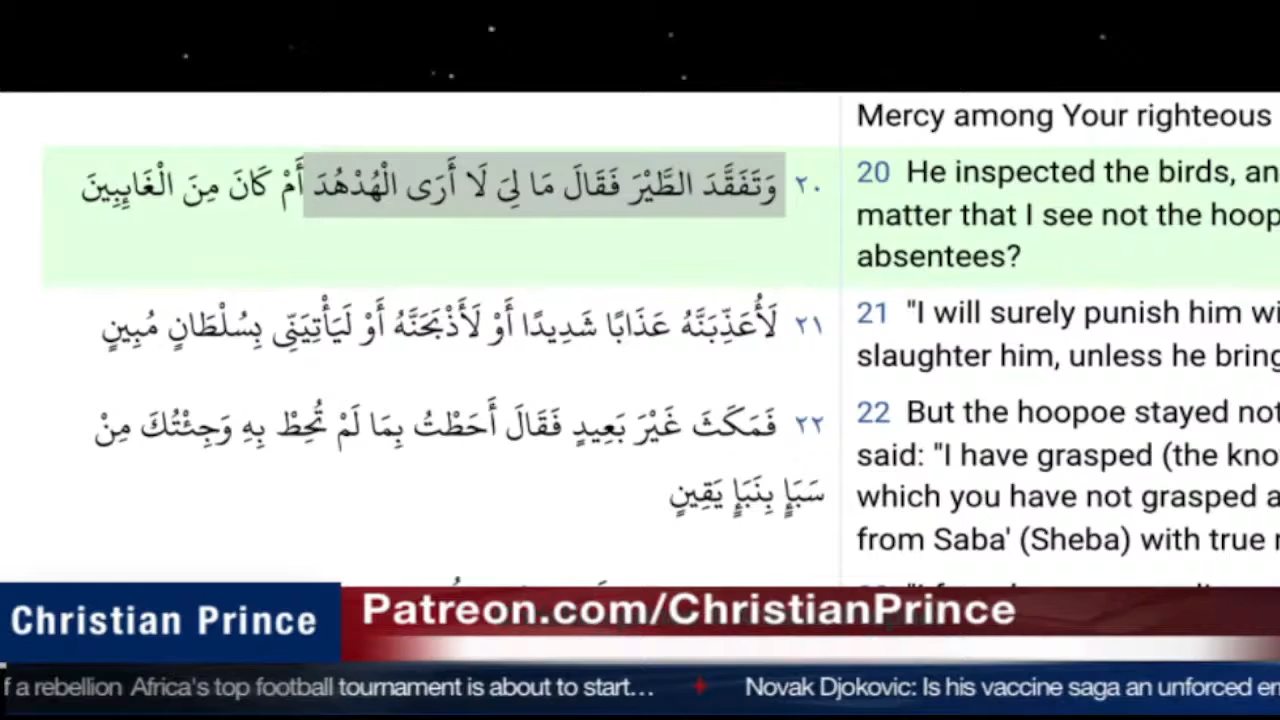 وَتَفَقَّدَ الطَّيْرَ فَقَالَ مَا لِىَ لَا أَرَى الْهُدْهُدَ أَمْ كَانَ مِنَ الْغَايِبِينَ ٢٠
لَأُعَذِّبَنَّهُ عَذَابًا شَدِيدًا أَوْ لَأَذْبَحَنَّهُ أَوْ لَيَأْتِيَنِّى بِسُلْطَانٍ مُبِينٍ ٢١
فَمَكَثَ غَيْرَ بَعِيدٍ فَقَالَ أَحَطْتُ بِمَا لَمْ تُحِطْ بِهِ وَجِئْتُكَ مِنْ ٢٢
سَبَإٍ بِنَبَإٍ يَقِينٍ
Mercy among Your righteous
20 He inspected the birds, an
matter that I see not the hoop
absentees?
21 "I will surely punish him wi
slaughter him, unless he bring
22 But the hoopoe stayed not
said: "I have grasped (the kno
which you have not grasped a
from Saba' (Sheba) with true
Christian Prince
Patreon.com/ChristianPrince
f a rebellion Africa's top football tournament is about to start...
Novak Djokovic: Is his vaccine saga an unforced er